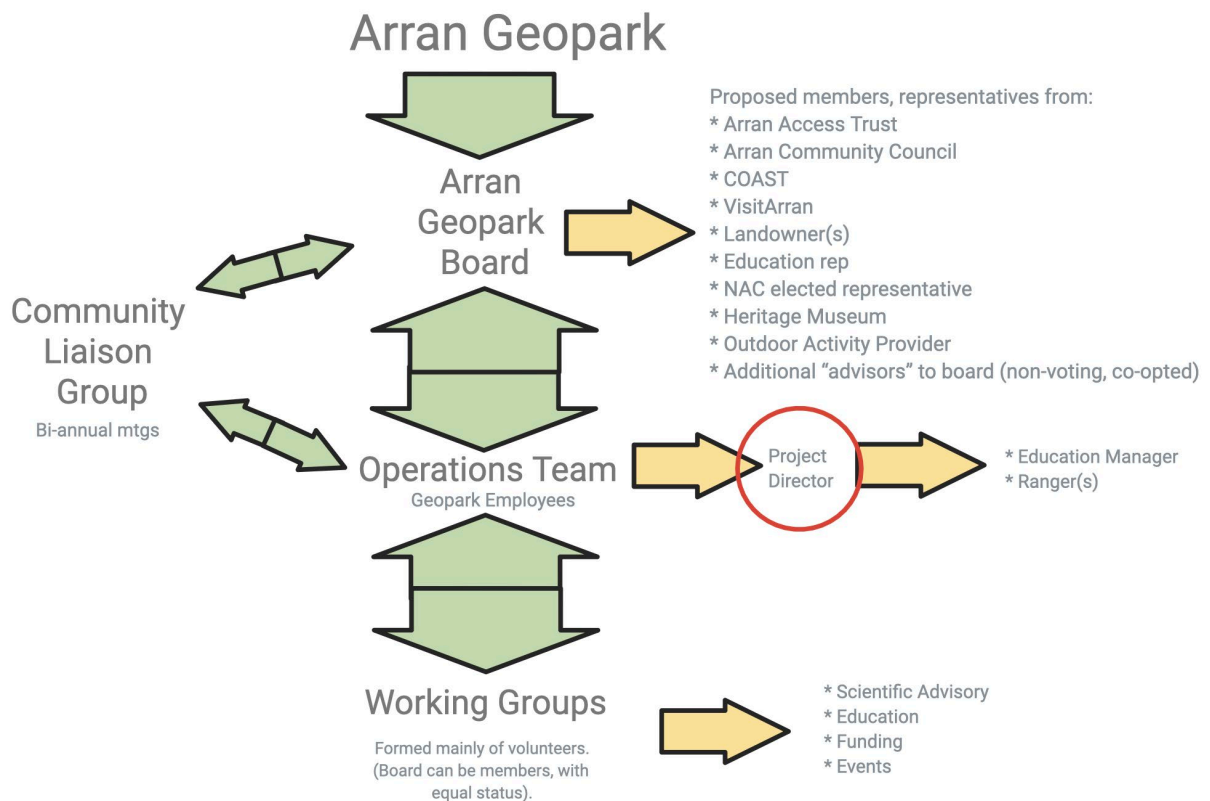 Arran Geopark
Arran
Geopark
Board
Proposed members, representatives from:
* Arran Access Trust
* Arran Community Council
* COAST
* VisitArran
* Landowner(s)
* Education rep
* NAC elected representative
* Heritage Museum
* Outdoor Activity Provider
* Additional “advisors” to board (non-voting, co-opted)
Community
Liaison
Group
Bi-annual mtgs
Operations Team
Geopark Employees
Project
Director
* Education Manager
* Ranger(s)
Working Groups
Formed mainly of volunteers.
(Board can be members, with
equal status).
* Scientific Advisory
* Education
* Funding
* Events